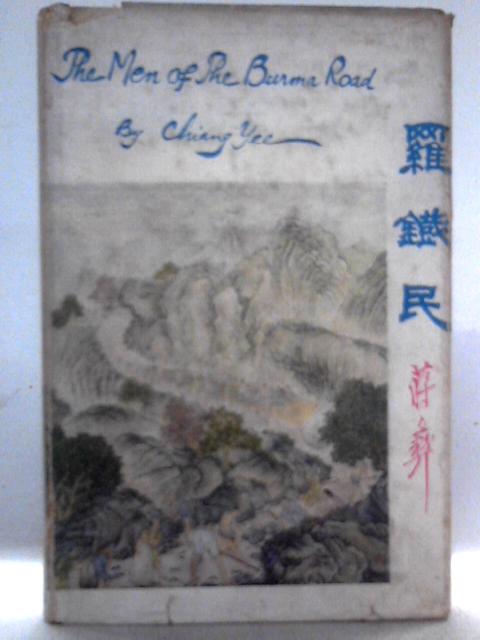 The Men of The Burma Road
By Chiang Yee
羅鐵民
蔣彝